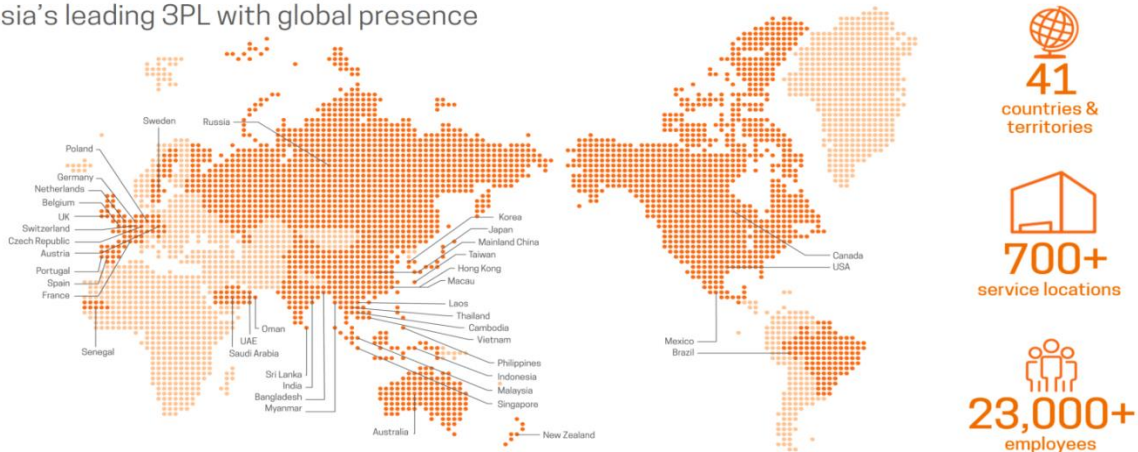 sia's leading 3PL with global presence
Sweden
Russia
Poland
Germany
Netherlands
Belgium
UK
Switzerland
Czech Republic
Austria
Portugal
Spain
France
Senegal
Oman
UAE
Saudi Arabia
Sri Lanka
India
Bangladesh
Myanmar
Korea
Japan
Mainland China
Taiwan
Hong Kong
Macau
Laos
Thailand
Cambodia
Vietnam
Philippines
Indonesia
Malaysia
Singapore
Australia
New Zealand
Canada
USA
Mexico
Brazil
41
countries &
territories
700+
service locations
23,000+
employees